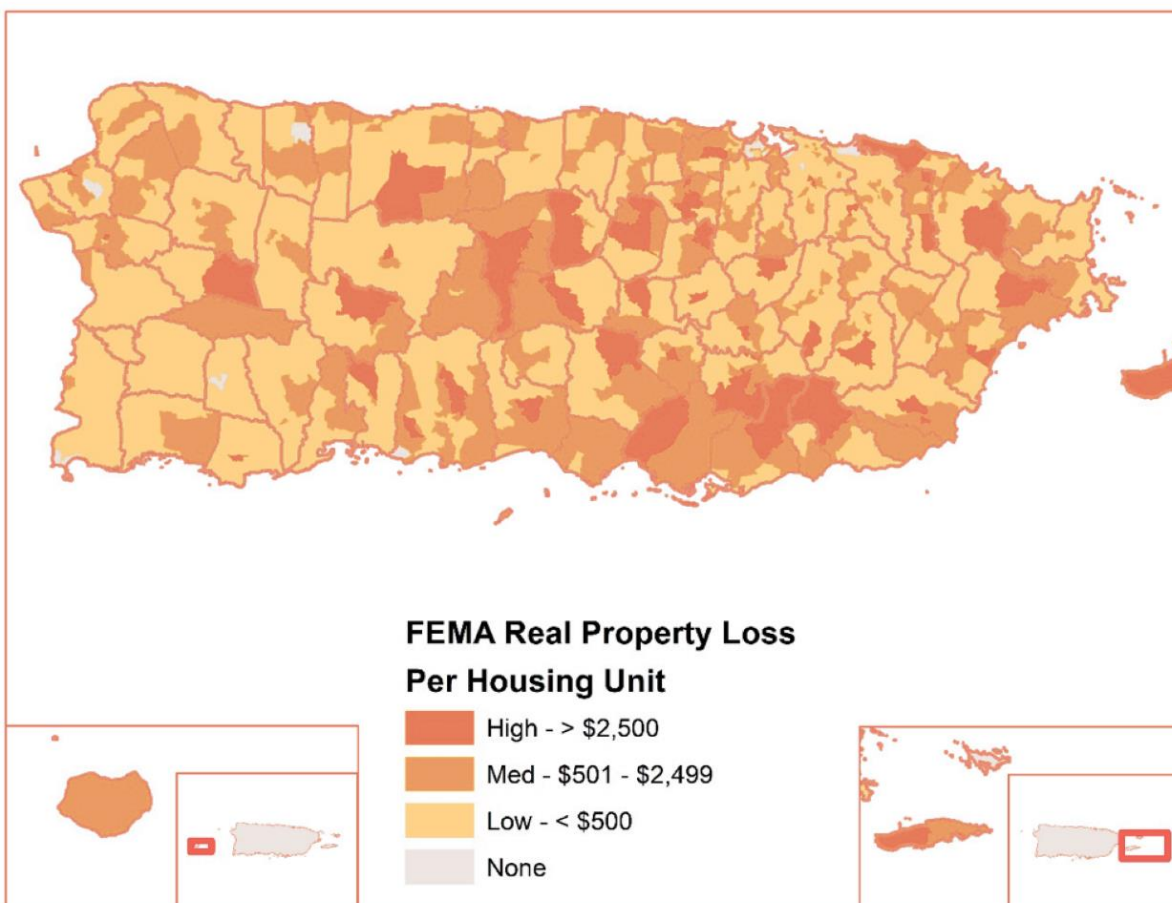 FEMA Real Property Loss
Per Housing Unit
High - > $2,500
Med - $501 - $2,499
Low - < $500
None